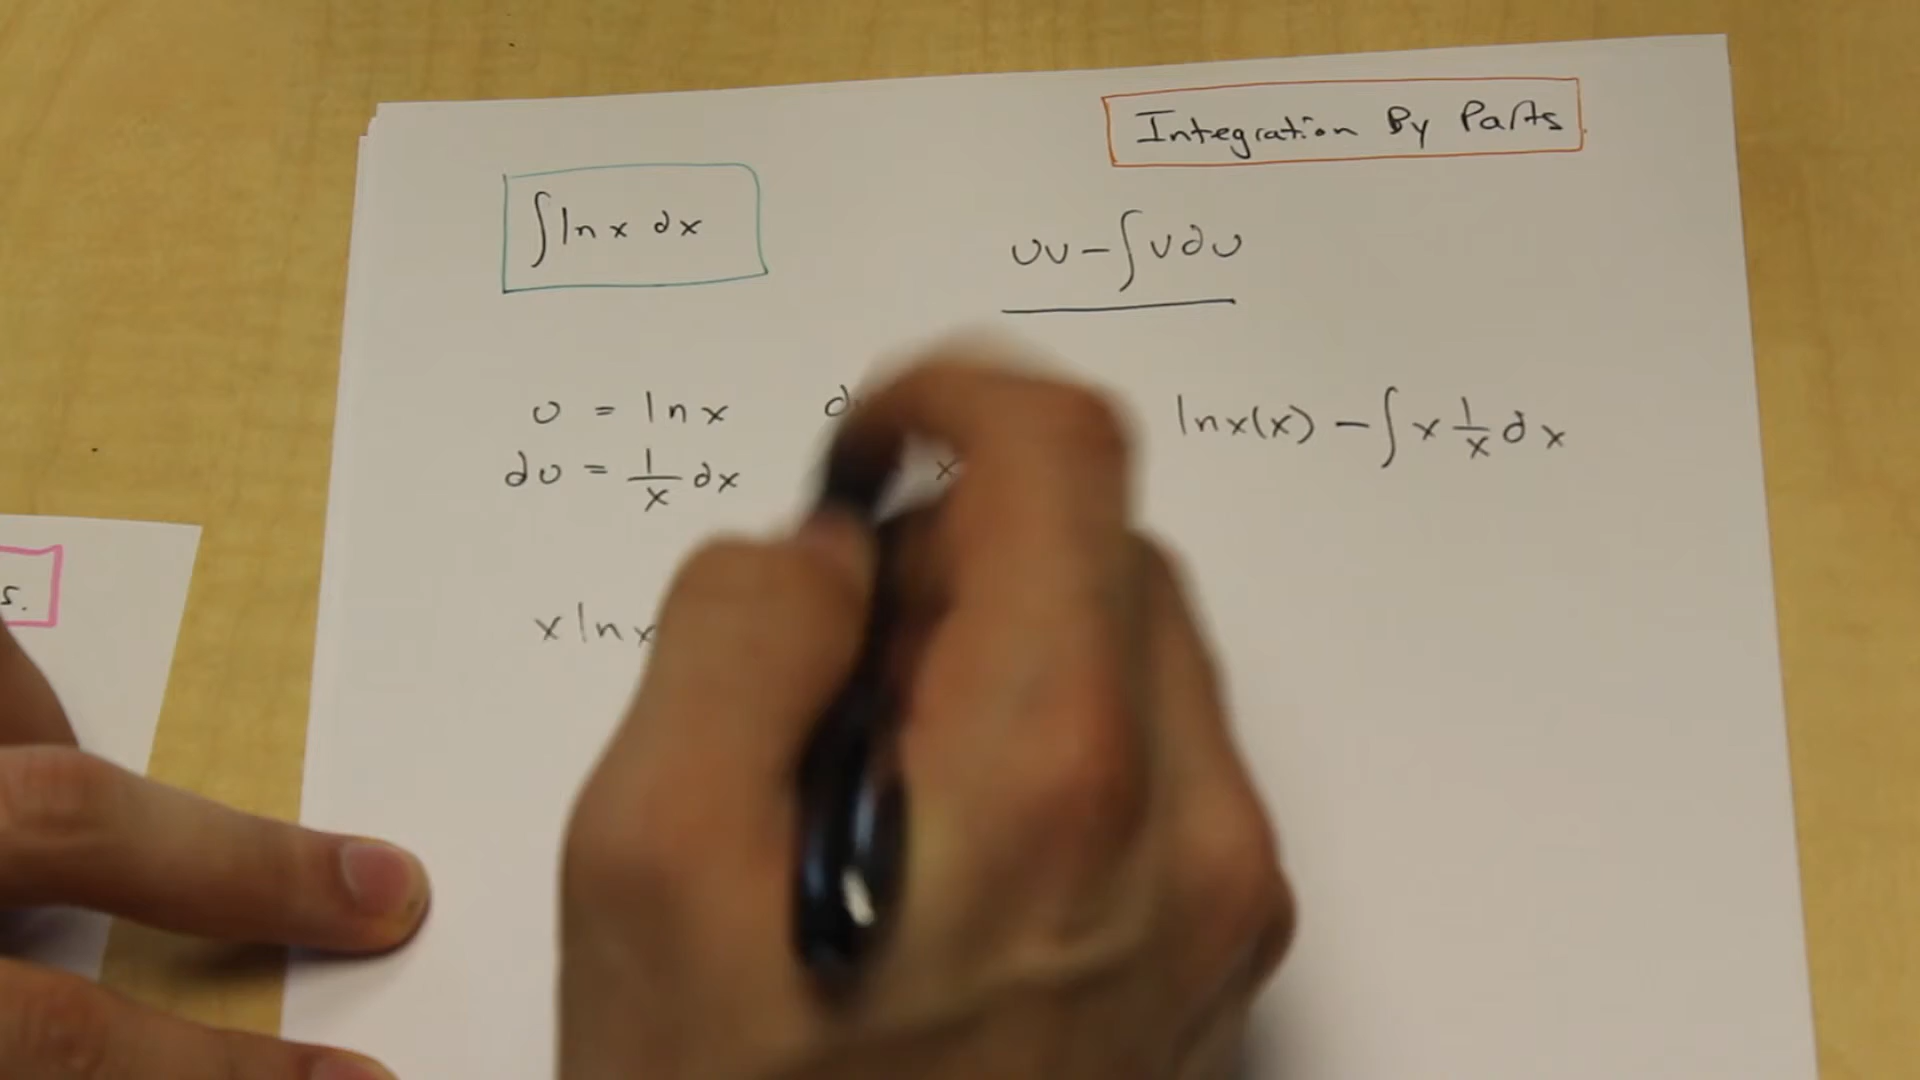 Integration By Parts
∫ln x dx
uv - ∫v du
u = ln x
ln x(x) - ∫x 1/x dx
du = 1/x dx
x
s.
x ln x